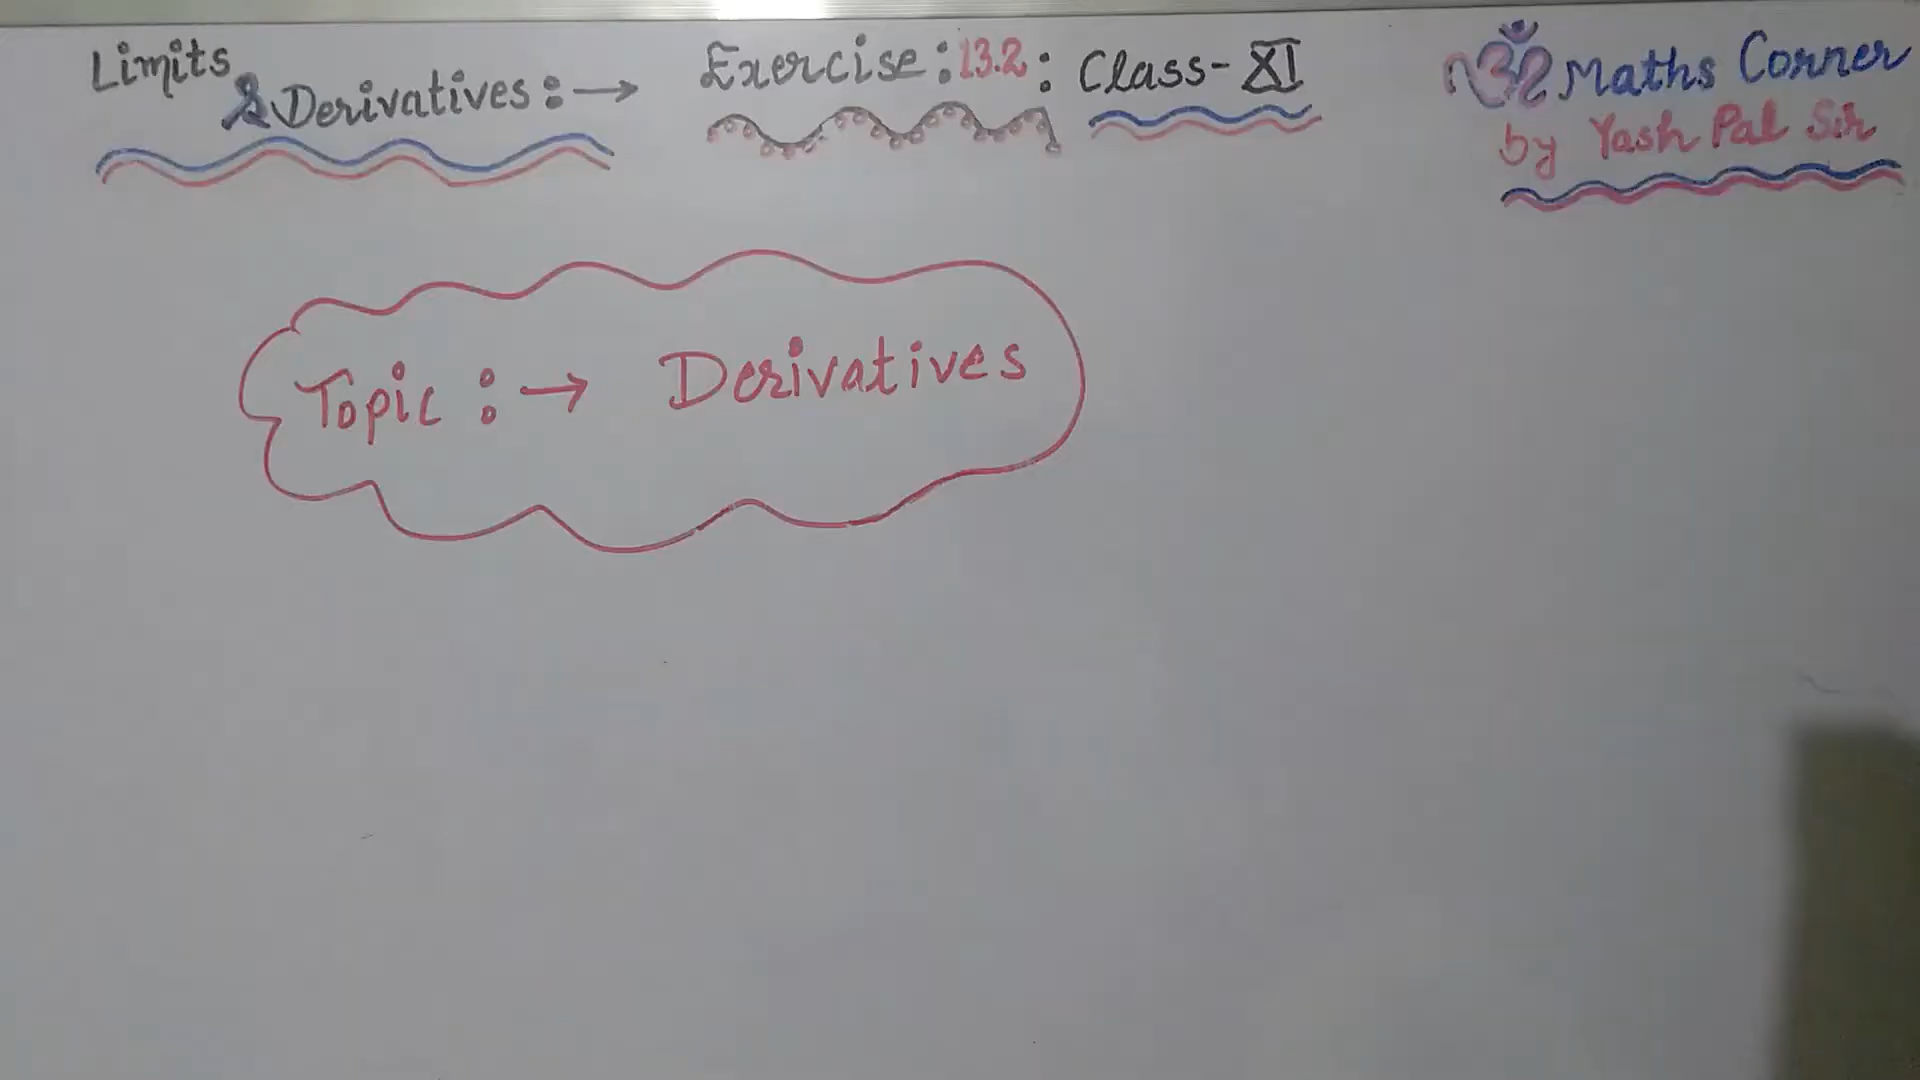 Limits
& Derivatives :→ Exercise : 13.2 : Class - XI
ॐ Maths Corner
by Yash Pal Sir
Topic :→ Derivatives